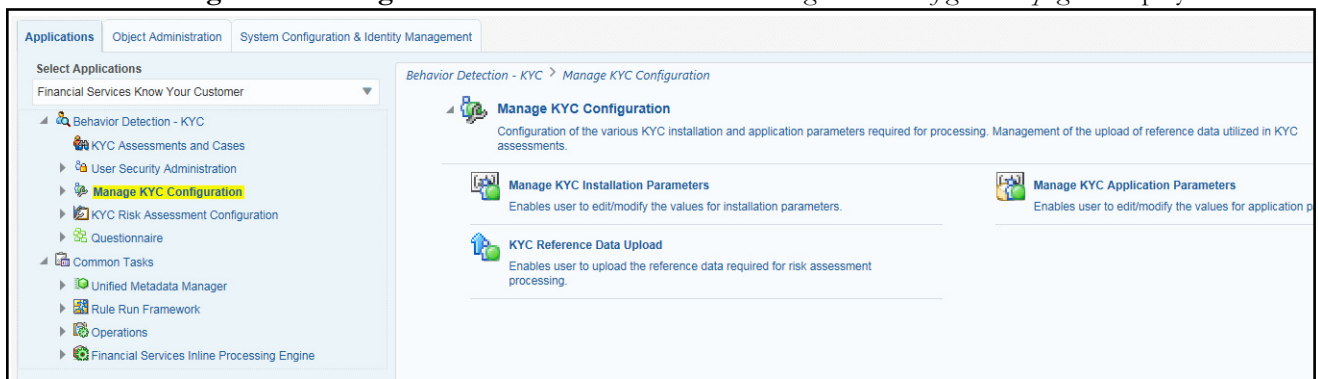 Applications
Object Administration
System Configuration & Identity Management
Select Applications
Financial Services Know Your Customer
Behavior Detection - KYC
KYC Assessments and Cases
User Security Administration
Manage KYC Configuration
KYC Risk Assessment Configuration
Questionnaire
Common Tasks
Unified Metadata Manager
Rule Run Framework
Operations
Financial Services Inline Processing Engine
Behavior Detection - KYC > Manage KYC Configuration
Manage KYC Configuration
Configuration of the various KYC installation and application parameters required for processing. Management of the upload of reference data utilized in KYC
assessments.
Manage KYC Installation Parameters
Enables user to edit/modify the values for installation parameters.
Manage KYC Application Parameters
Enables user to edit/modify the values for application p
KYC Reference Data Upload
Enables user to upload the reference data required for risk assessment
processing.